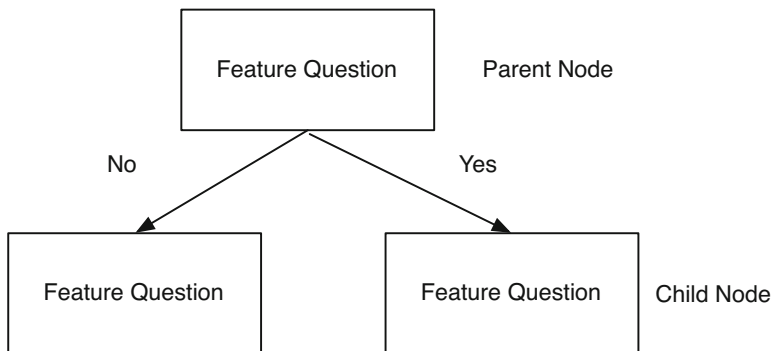 Feature Question
Parent Node
No
Yes
Feature Question
Feature Question
Child Node